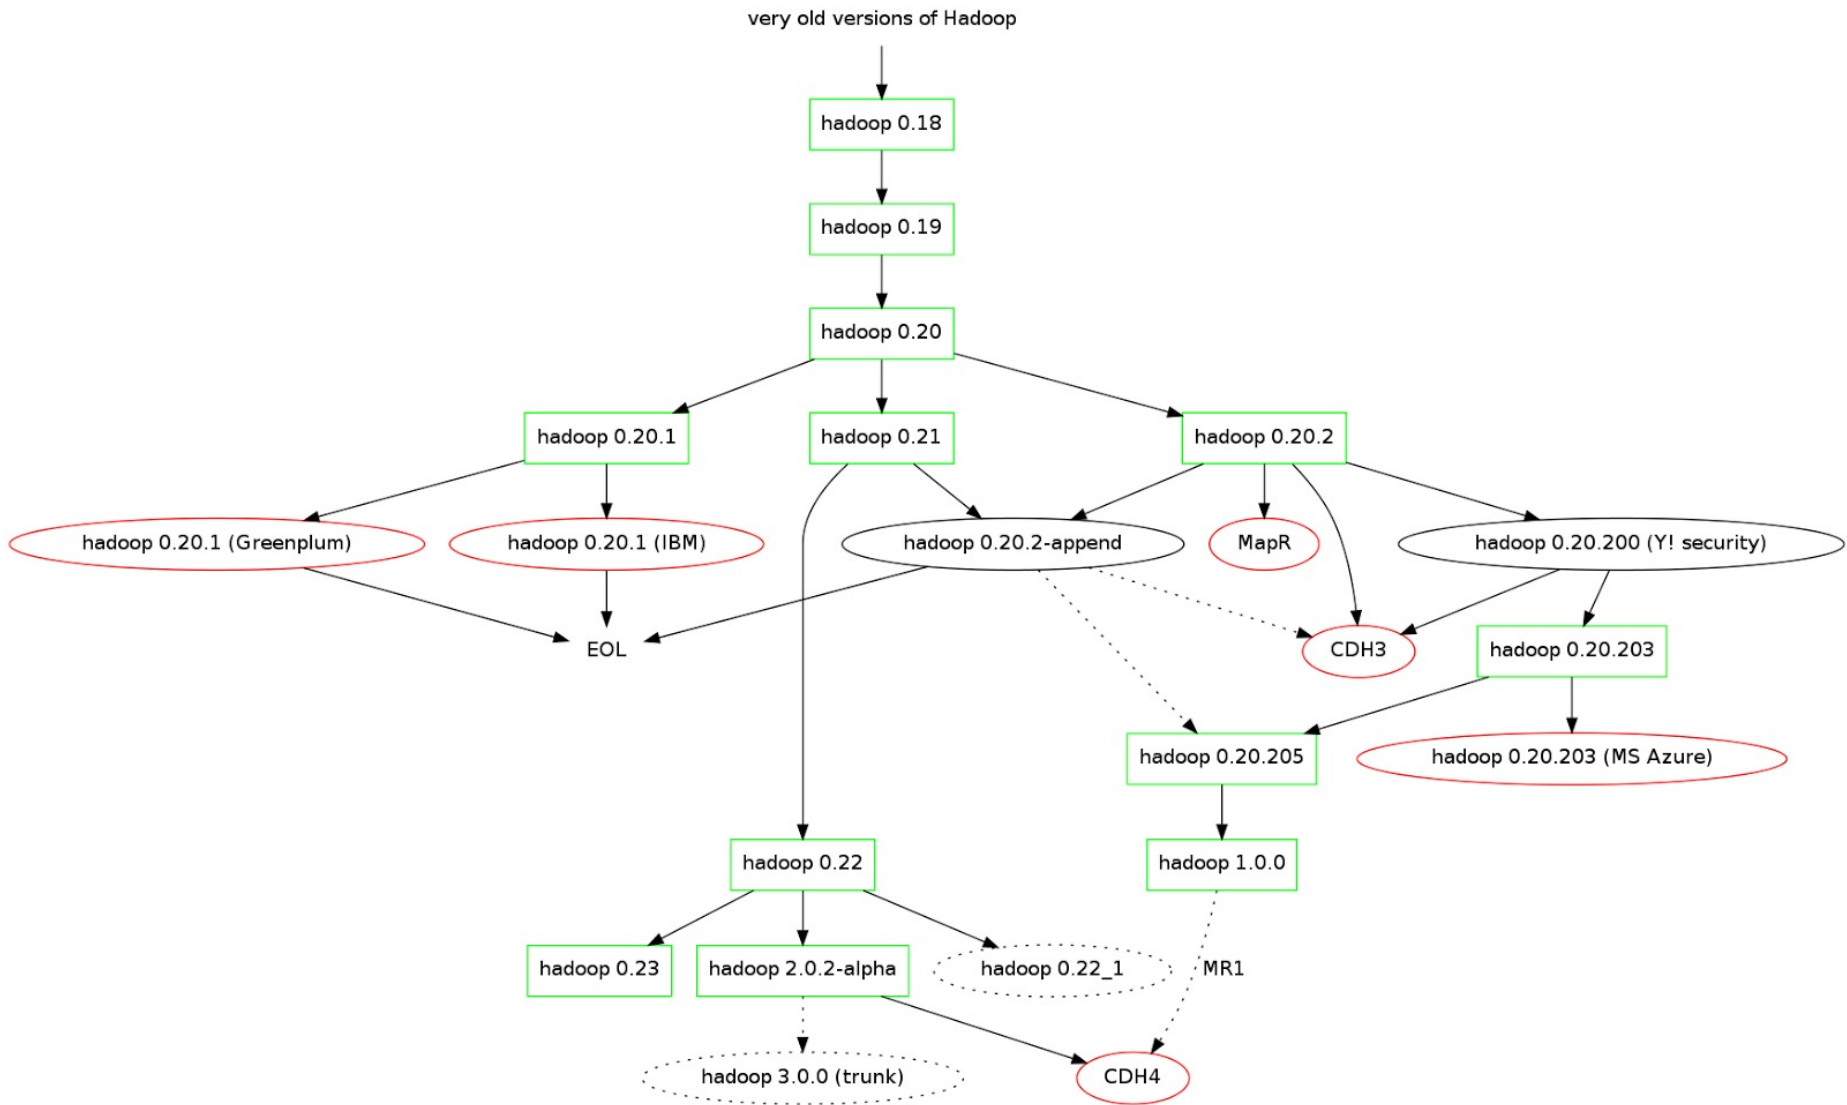 very old versions of Hadoop
hadoop 0.18
hadoop 0.19
hadoop 0.20
hadoop 0.20.1
hadoop 0.21
hadoop 0.20.2
hadoop 0.20.1 (Greenplum)
hadoop 0.20.1 (IBM)
hadoop 0.20.2-append
MapR
hadoop 0.20.200 (Y! security)
EOL
CDH3
hadoop 0.20.203
hadoop 0.20.205
hadoop 0.20.203 (MS Azure)
hadoop 0.22
hadoop 1.0.0
hadoop 0.23
hadoop 2.0.2-alpha
hadoop 0.22_1
MR1
hadoop 3.0.0 (trunk)
CDH4